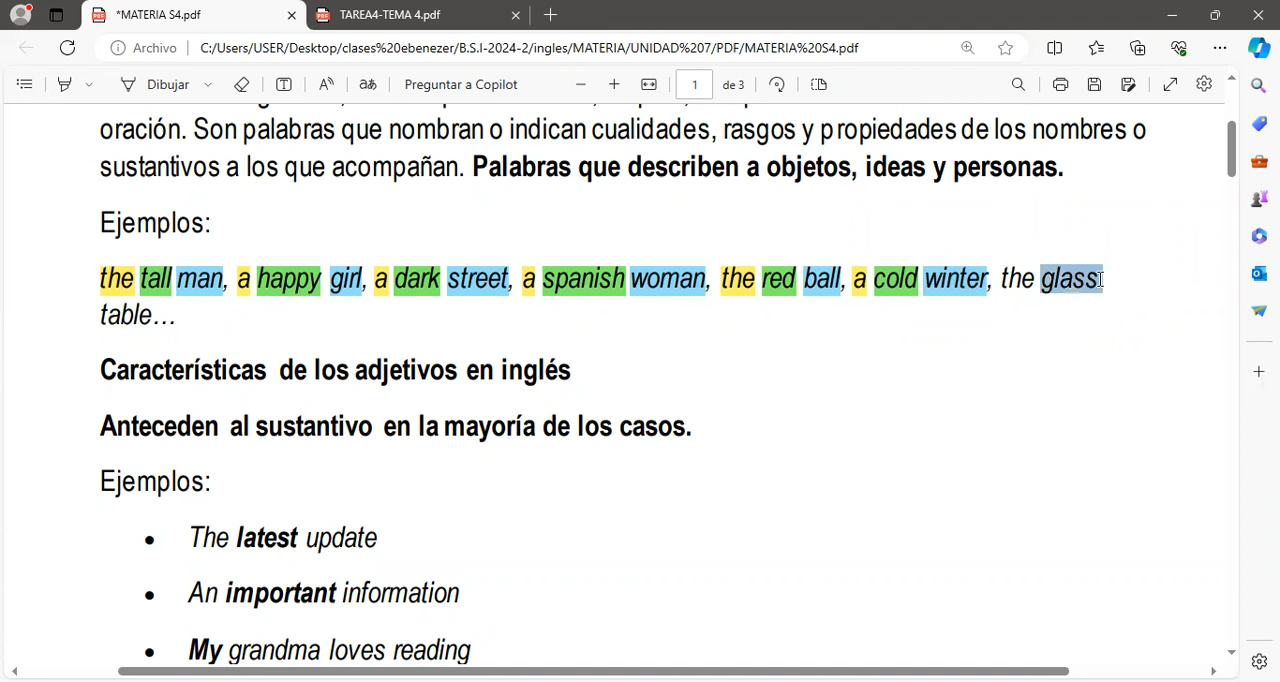 *MATERIA S4.pdf
TAREA4-TEMA 4.pdf
Archivo
C:/Users/USER/Desktop/clases%20ebenezer/B.S.I-2024-2/ingles/MATERIA/UNIDAD%207/PDF/MATERIA%20S4.pdf
Dibujar
aあ
Preguntar a Copilot
1
de 3
oración. Son palabras que nombran o indican cualidades, rasgos y propiedades de los nombres o
sustantivos a los que acompañan. Palabras que describen a objetos, ideas y personas.
Ejemplos:
the tall man, a happy girl, a dark street, a spanish woman, the red ball, a cold winter, the glass
table…
Características de los adjetivos en inglés
Anteceden al sustantivo en la mayoría de los casos.
Ejemplos:
• The latest update
• An important information
• My grandma loves reading